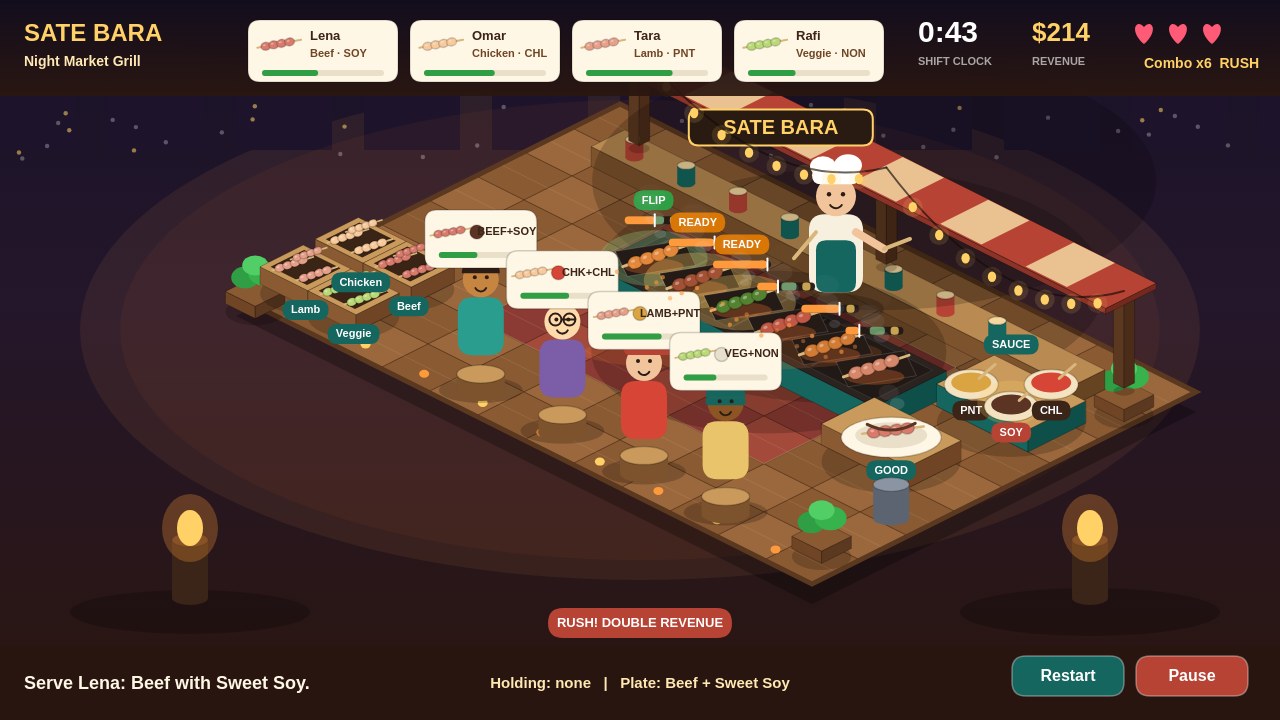 SATE BARA
Night Market Grill
Lena
Beef · SOY
Omar
Chicken · CHL
Tara
Lamb · PNT
Rafi
Veggie · NON
0:43
SHIFT CLOCK
$214
REVENUE
Combo x6 RUSH
SATE BARA
FLIP
READY
READY
BEEF+SOY
CHK+CHL
LAMB+PNT
VEG+NON
Chicken
Lamb
Beef
Veggie
SAUCE
PNT
CHL
SOY
GOOD
RUSH! DOUBLE REVENUE
Serve Lena: Beef with Sweet Soy.
Holding: none | Plate: Beef + Sweet Soy
Restart
Pause